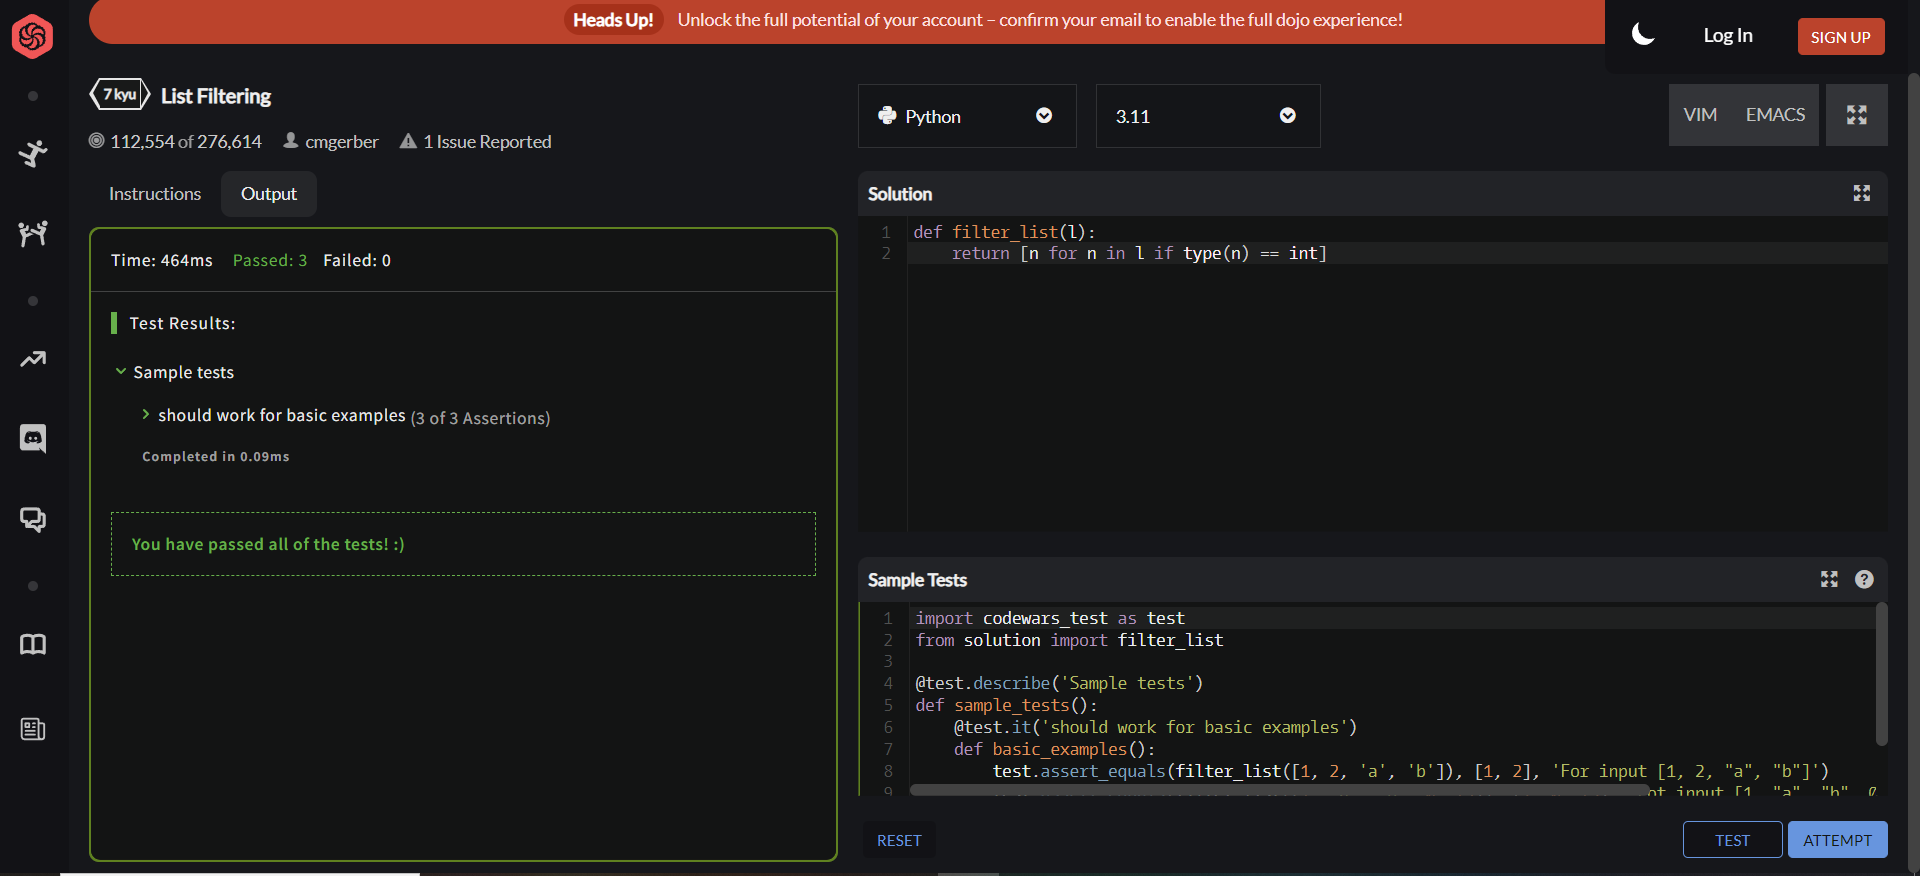 Heads Up! Unlock the full potential of your account – confirm your email to enable the full dojo experience!
Log In
SIGN UP
7 kyu List Filtering
112,554 of 276,614 cmgerber 1 Issue Reported
Instructions Output
Time: 464ms Passed: 3 Failed: 0
Test Results:
Sample tests
should work for basic examples (3 of 3 Assertions)
Completed in 0.09ms
You have passed all of the tests! :)
Python
3.11
VIM EMACS
Solution
1 def filter_list(l):
2     return [n for n in l if type(n) == int]
Sample Tests
1 import codewars_test as test
2 from solution import filter_list
3
4 @test.describe('Sample tests')
5 def sample_tests():
6     @test.it('should work for basic examples')
7     def basic_examples():
8         test.assert_equals(filter_list([1, 2, 'a', 'b']), [1, 2], 'For input [1, 2, "a", "b"]')
9 input [1, "a", "b",
RESET
TEST
ATTEMPT